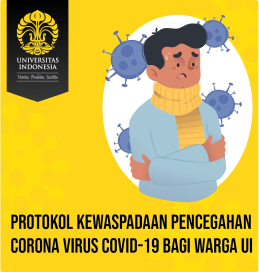 UNIVERSITAS
INDONESIA
Veritas, Probitas, Iustitia
PROTOKOL KEWASPADAAN PENCEGAHAN
CORONA VIRUS COVID-19 BAGI WARGA UI